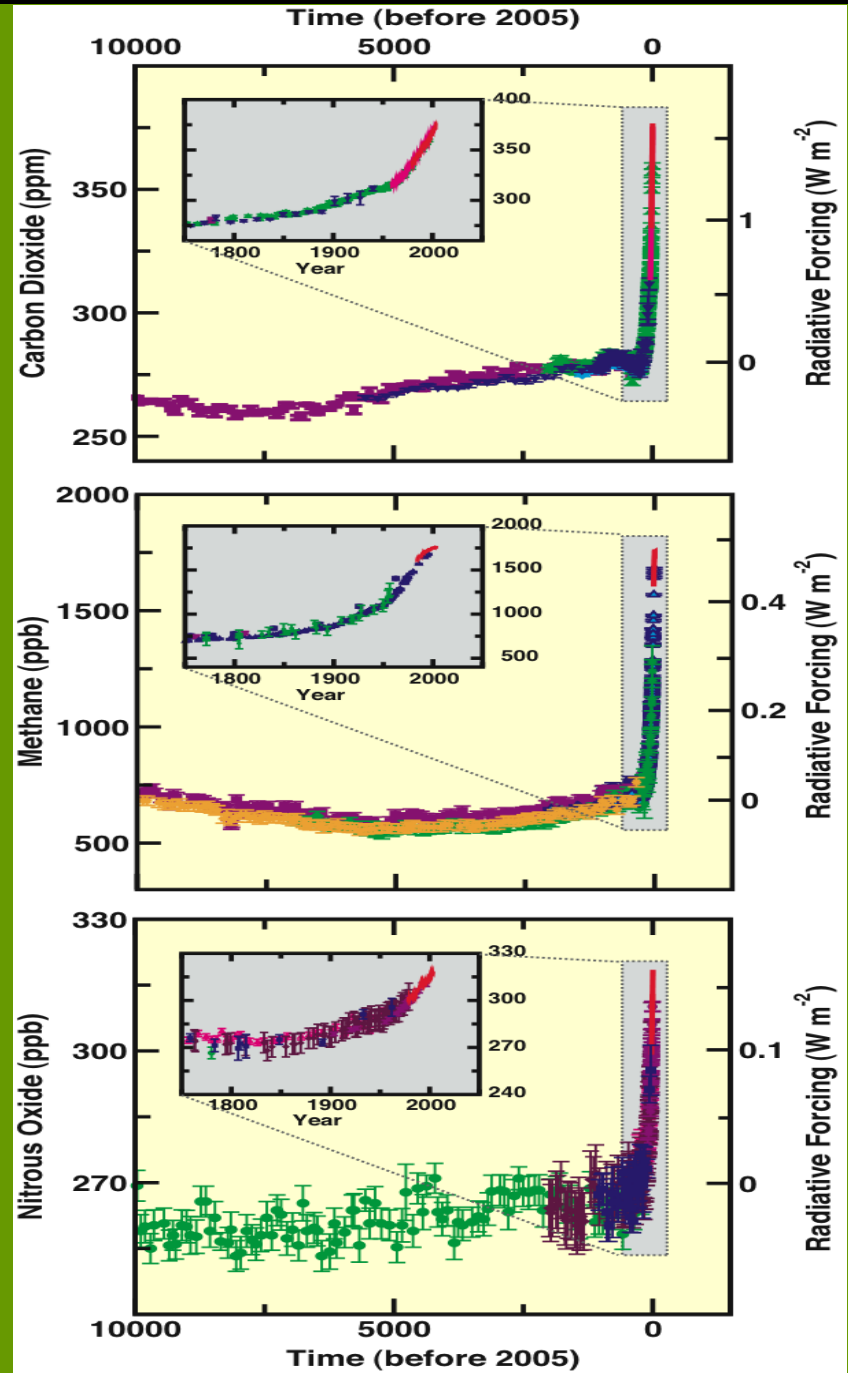 Time (before 2005)
10000 5000 0
Carbon Dioxide (ppm)
350
300
250
400
350
300
1800 1900 2000
Year
1
0
Radiative Forcing (W m-2)
Methane (ppb)
2000
1500
1000
500
2000
1500
1000
500
1800 1900 2000
Year
0.4
0.2
0
Radiative Forcing (W m-2)
Nitrous Oxide (ppb)
330
300
270
330
300
270
240
1800 1900 2000
Year
0.1
0
Radiative Forcing (W m-2)
10000 5000 0
Time (before 2005)